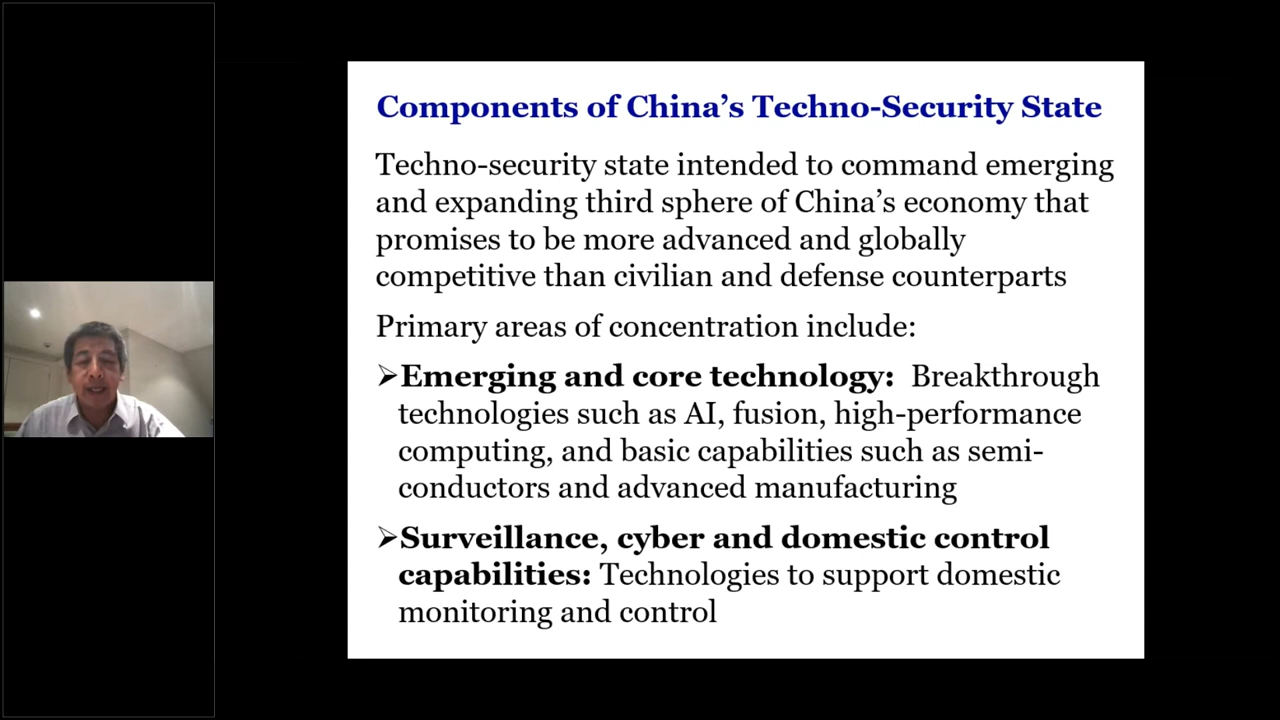 Components of China’s Techno-Security State
Techno-security state intended to command emerging
and expanding third sphere of China’s economy that
promises to be more advanced and globally
competitive than civilian and defense counterparts
Primary areas of concentration include:
➢Emerging and core technology: Breakthrough
technologies such as AI, fusion, high-performance
computing, and basic capabilities such as semi-
conductors and advanced manufacturing
➢Surveillance, cyber and domestic control
capabilities: Technologies to support domestic
monitoring and control